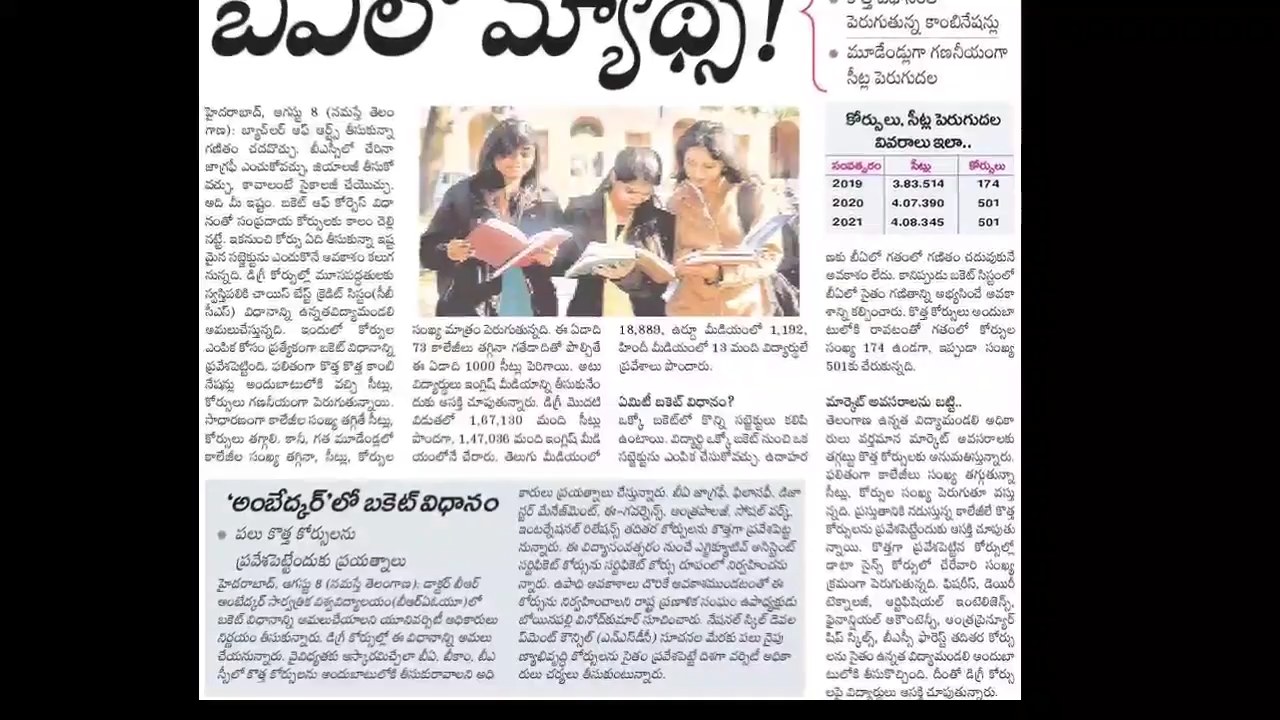 బీఏలో మ్యాథ్స్!
పెరుగుతున్న కాంబినేషన్లు
మూడేండ్లుగా గణనీయంగా
సీట్ల పెరుగుదల
హైదరాబాద్, ఆగస్టు 8 (నమస్తే తెలం
గాణ): బ్యాచ్‌లర్ ఆఫ్ ఆర్ట్స్ తీసుకున్నా
గణితం చదవొచ్చు. బీఎస్సీలో చేరినా
జాగ్రఫీ ఎంచుకోవచ్చు, జియాలజీ తీసుకో
వచ్చు, కావాలంటే సైకాలజీ చేయొచ్చు.
అది మీ ఇష్టం. బకెట్ ఆఫ్ కోర్సెస్ విధా
నంతో సంప్రదాయ కోర్సులకు కాలం చెల్లి
నట్టే. ఇకనుంచి కోర్సు ఏది తీసుకున్నా ఇష్ట
మైన సబ్జెక్టును ఎంచుకొనే అవకాశం కలుగ
నున్నది. డిగ్రీ కోర్సుల్లో మూసపద్ధతులకు
స్వస్తిపలికి చాయిస్ బేస్డ్ క్రెడిట్ సిస్టం(సీబీ
సీఎస్) విధానాన్ని ఉన్నతవిద్యామండలి
అమలుచేస్తున్నది. ఇందులో కోర్సుల
ఎంపిక కోసం ప్రత్యేకంగా బకెట్ విధానాన్ని
ప్రవేశపెట్టింది. ఫలితంగా కొత్త కొత్త కాంబి
నేషన్లు అందుబాటులోకి వచ్చి సీట్లు,
కోర్సులు గణనీయంగా పెరుగుతున్నాయి.
సాధారణంగా కాలేజీల సంఖ్య తగ్గితే సీట్లు,
కోర్సులు తగ్గాలి. కానీ, గత మూడేండ్లలో
కాలేజీల సంఖ్య తగ్గినా, సీట్లు, కోర్సుల
సంఖ్య మాత్రం పెరుగుతున్నది. ఈ ఏడాది
73 కాలేజీలు తగ్గినా గతేడాదితో పోల్చితే
ఈ ఏడాది 1000 సీట్లు పెరిగాయి. అటు
విద్యార్థులు ఇంగ్లిష్ మీడియాన్ని తీసుకునేం
దుకు ఆసక్తి చూపుతున్నారు. డిగ్రీ మొదటి
విడుతలో 1,67,130 మంది సీట్లు
పొందగా, 1,47,036 మంది ఇంగ్లిష్ మీడి
యంలోనే చేరారు. తెలుగు మీడియంలో
18,889, ఉర్దూ మీడియంలో 1,192,
హిందీ మీడియంలో 13 మంది విద్యార్థులే
ప్రవేశాలు పొందారు.
ఏమిటీ బకెట్ విధానం?
ఒక్కో బకెట్‌లో కొన్ని సబ్జెక్టులు కలిపి
ఉంటాయి. విద్యార్థి ఒక్కో బకెట్ నుంచి ఒక
సబ్జెక్టును ఎంపిక చేసుకోవచ్చు. ఉదాహర
కోర్సులు, సీట్ల పెరుగుదల
వివరాలు ఇలా..
సంవత్సరం సీట్లు కోర్సులు
2019 3.83.514 174
2020 4.07.390 501
2021 4.08.345 501
ణకు బీఏలో గతంలో గణితం చదువుకునే
అవకాశం లేదు. కానిప్పుడు బకెట్ సిస్టంలో
బీఏలో సైతం గణితాన్ని అభ్యసించే అవకా
శాన్ని కల్పించారు. కొత్త కోర్సులు అందుబా
టులోకి రావటంతో గతంలో కోర్సుల
సంఖ్య 174 ఉండగా, ఇప్పుడా సంఖ్య
501కు చేరుకున్నది.
మార్కెట్ అవసరాలను బట్టి..
తెలంగాణ ఉన్నత విద్యామండలి అధికా
రులు వర్తమాన మార్కెట్ అవసరాలకు
తగ్గట్టు కొత్త కోర్సులకు అనుమతిస్తున్నారు.
ఫలితంగా కాలేజీలు సంఖ్య తగ్గుతున్నా
సీట్లు, కోర్సుల సంఖ్య పెరుగుతూ వస్తు
న్నది. ప్రస్తుతానికి నడుస్తున్న కాలేజీలే కొత్త
కోర్సులను ప్రవేశపెట్టేందుకు ఆసక్తి చూపుతు
న్నాయి. కొత్తగా ప్రవేశపెట్టిన కోర్సుల్లో
డాటా సైన్స్ కోర్సులో చేరేవారి సంఖ్య
క్రమంగా పెరుగుతున్నది. ఫిషరీస్, డెయిరీ
టెక్నాలజీ, ఆర్టిఫిషియల్ ఇంటెలిజెన్స్,
ఫైనాన్షియల్ అకౌంటెన్సీ, ఆంత్రప్రెన్యూర్
షిప్ స్కిల్స్, బీఎస్సీ ఫారెస్ట్ తదితర కోర్సు
లను సైతం ఉన్నత విద్యామండలి అందుబా
టులోకి తీసుకొచ్చింది. దీంతో డిగ్రీ కోర్సు
లపై విద్యార్థులు ఆసక్తి చూపుతున్నారు.
‘అంబేద్కర్’లో బకెట్ విధానం
పలు కొత్త కోర్సులను
ప్రవేశపెట్టేందుకు ప్రయత్నాలు
హైదరాబాద్, ఆగస్టు 8 (నమస్తే తెలంగాణ): డాక్టర్ బీఆర్
అంబేద్కర్ సార్వత్రిక విశ్వవిద్యాలయం(బీఆర్ఏఓయూ)లో
బకెట్ విధానాన్ని అమలుచేయాలని యూనివర్సిటీ అధికారులు
నిర్ణయం తీసుకున్నారు. డిగ్రీ కోర్సుల్లో ఈ విధానాన్ని అమలు
చేయనున్నారు. వైవిధ్యతకు ఆస్కారమిచ్చేలా బీఏ, బీకాం, బీఎ
స్సీలో కొత్త కోర్సులను అందుబాటులోకి తీసుకురావాలని అధి
కారులు ప్రయత్నాలు చేస్తున్నారు. బీఏ జాగ్రఫీ, ఫిలాసఫీ, డిజా
స్టర్ మేనేజ్‌మెంట్, ఈ-గవర్నెన్స్, ఆంత్రపాలజీ, సోషల్ వర్క్,
ఇంటర్నేషనల్ రిలేషన్స్ తదితర కోర్సులను కొత్తగా ప్రవేశపెట్ట
నున్నారు. ఈ విద్యాసంవత్సరం నుంచే ఎగ్జిక్యూటివ్ అసిస్టెంట్
సర్టిఫికెట్ కోర్సును సర్టిఫికెట్ కోర్సు రూపంలో నిర్వహించను
న్నారు. ఉపాధి అవకాశాలు దొరికే అవకాశముండటంతో ఈ
కోర్సును నిర్వహించాలని రాష్ట్ర ప్రణాళిక సంఘం ఉపాధ్యక్షుడు
బోయినపల్లి వినోద్‌కుమార్ సూచించారు. నేషనల్ స్కిల్ డెవల
ప్‌మెంట్ కౌన్సిల్ (ఎన్ఎస్‌డీసీ) సూచనల మేరకు పలు నైపు
ణ్యాభివృద్ధి కోర్సులను సైతం ప్రవేశపెట్టే దిశగా వర్సిటీ అధికా
రులు చర్యలు తీసుకుంటున్నారు.